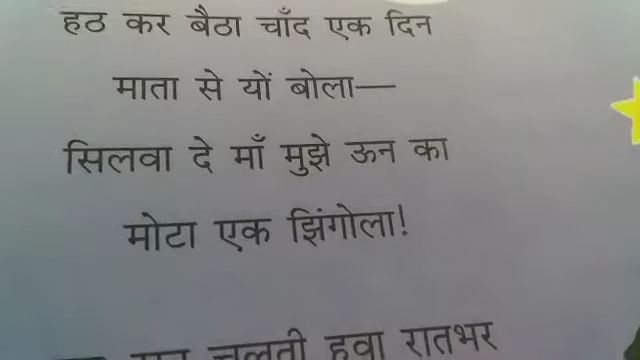 हठ कर बैठा चाँद एक दिन
माता से यों बोला—
सिलवा दे माँ मुझे ऊन का
मोटा एक झिंगोला!
चलती हवा रातभर